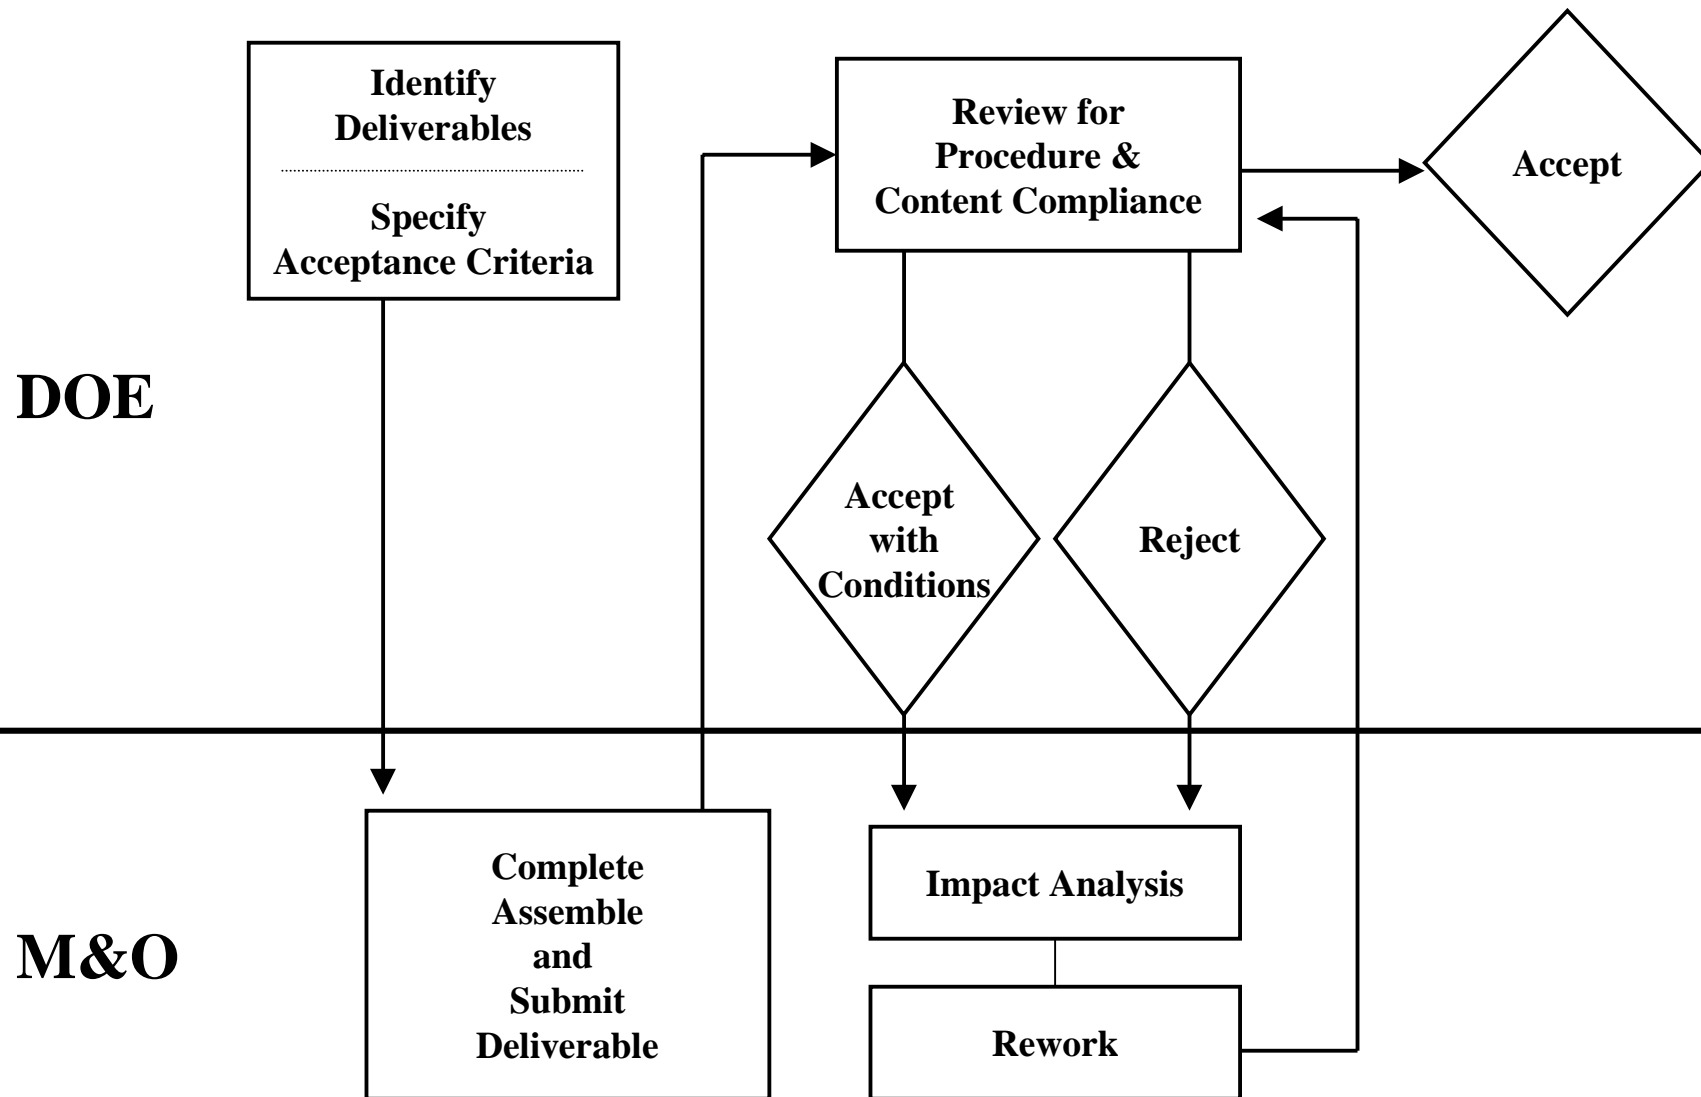 Identify
Deliverables
Specify
Acceptance Criteria
Review for
Procedure &
Content Compliance
Accept
DOE
Accept
with
Conditions
Reject
M&O
Complete
Assemble
and
Submit
Deliverable
Impact Analysis
Rework